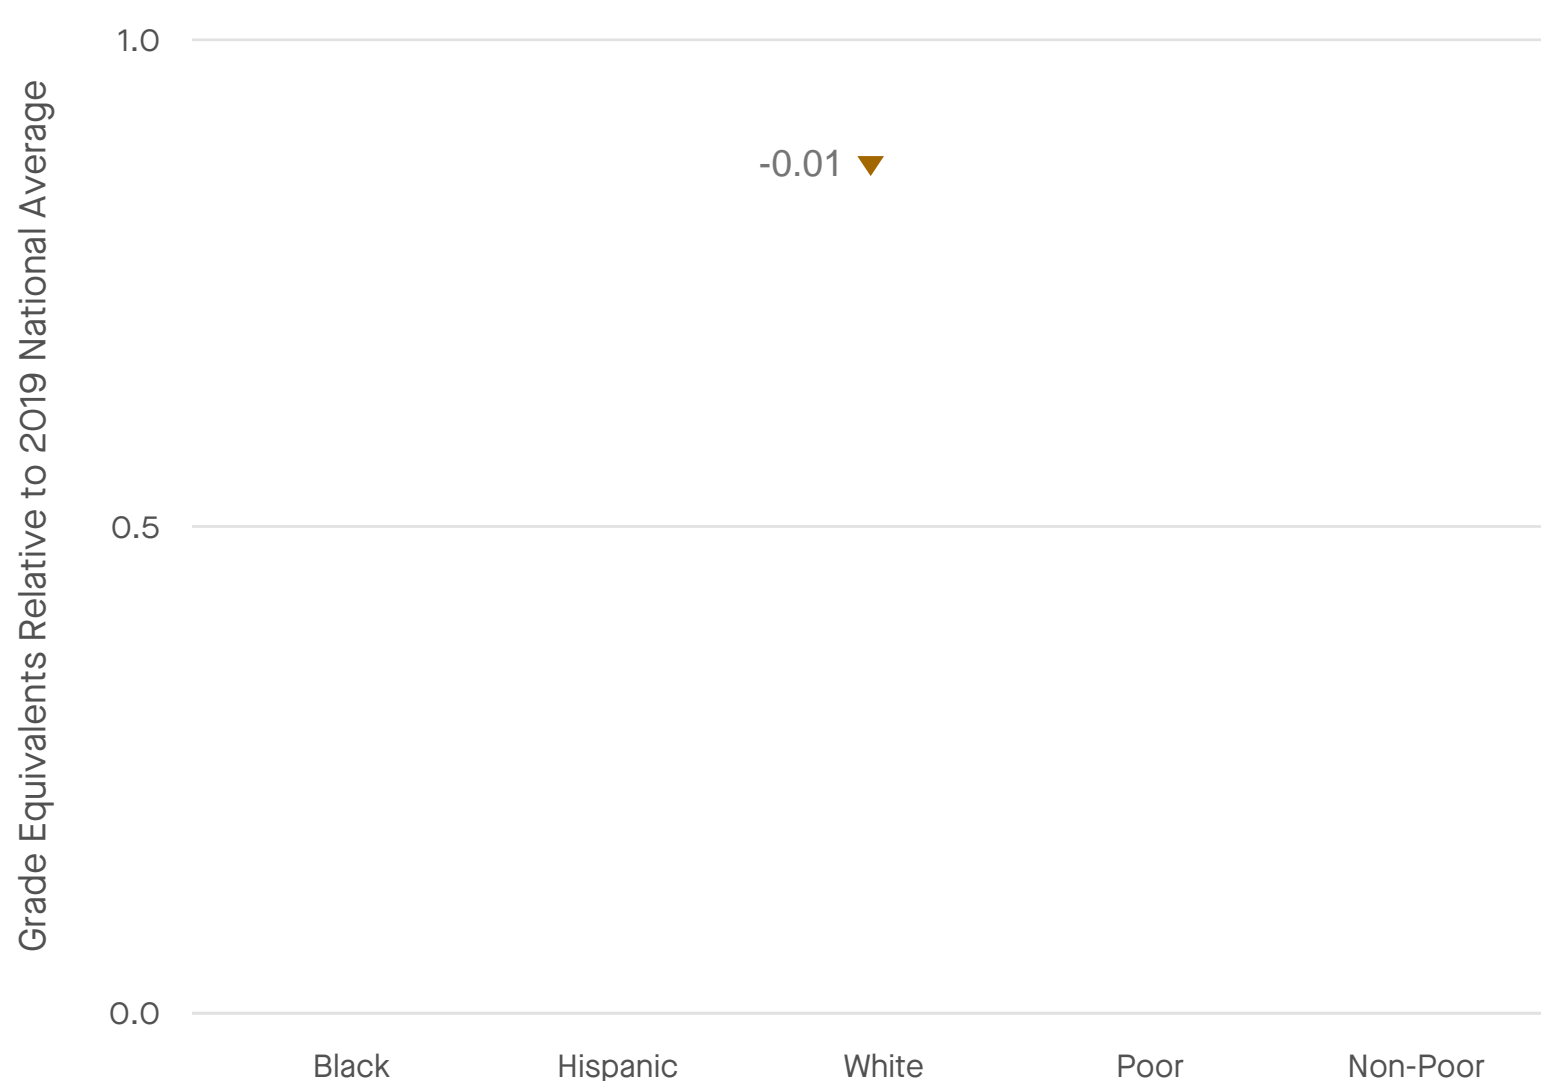 Grade Equivalents Relative to 2019 National Average
1.0
-0.01
0.5
0.0
Black Hispanic White Poor Non-Poor